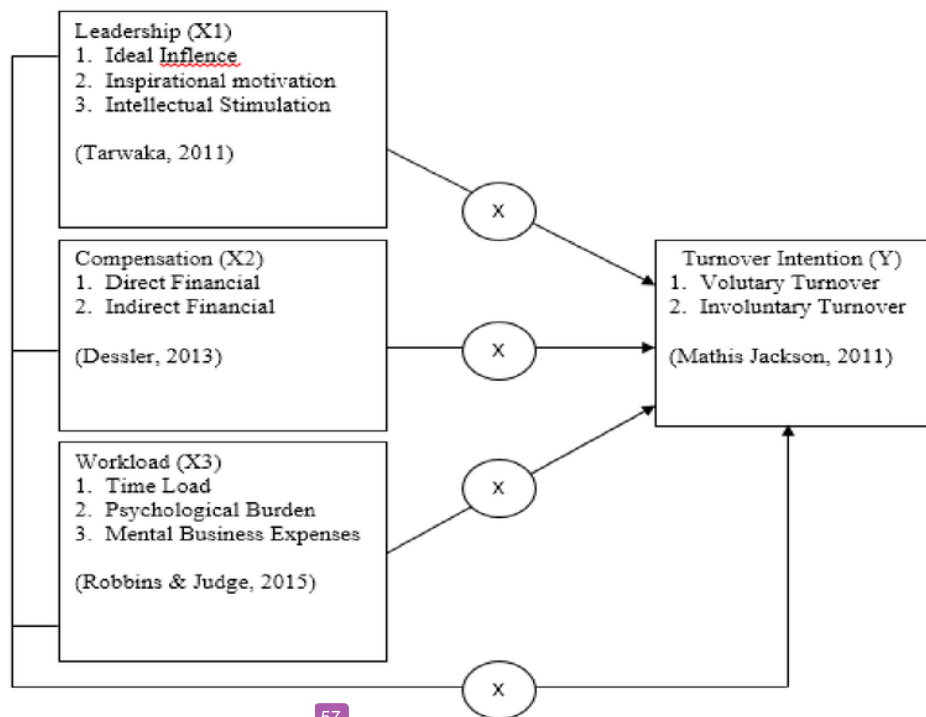 Leadership (X1)
1. Ideal Inflence
2. Inspirational motivation
3. Intellectual Stimulation
(Tarwaka, 2011)
X
Compensation (X2)
1. Direct Financial
2. Indirect Financial
(Dessler, 2013)
X
Turnover Intention (Y)
1. Volutary Turnover
2. Involuntary Turnover
(Mathis Jackson, 2011)
Workload (X3)
1. Time Load
2. Psychological Burden
3. Mental Business Expenses
(Robbins & Judge, 2015)
X
X
57